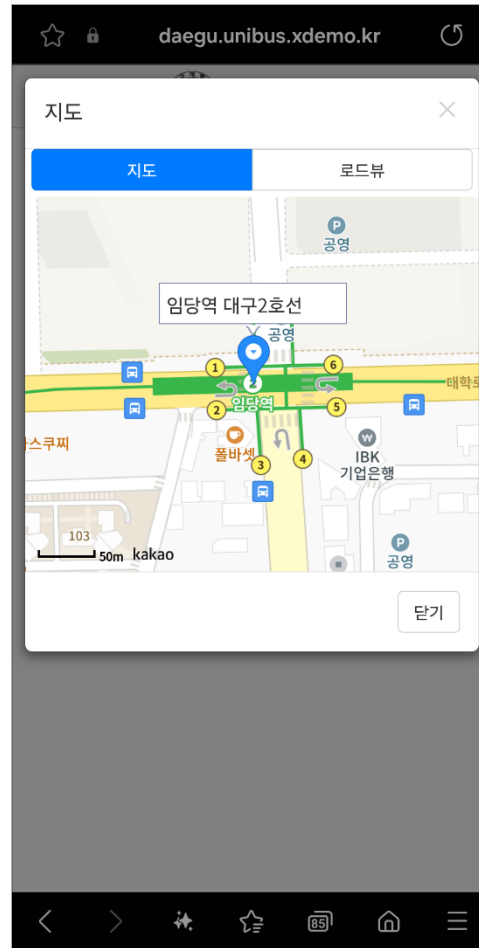 daegu.unibus.xdemo.kr
지도
지도 로드뷰
P
공영
임당역 대구2호선
공영
1
6
태학로
2
임당역
5
폴바셋
스쿠찌
3
4
W
IBK
기업은행
103
P
공영
50m kakao
닫기
85